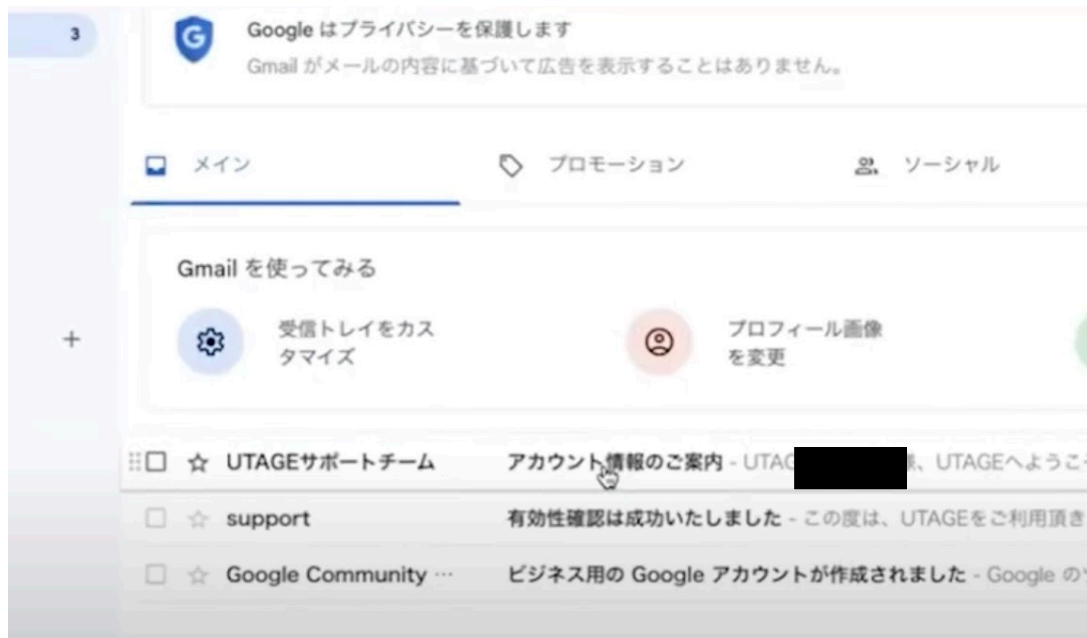 3
Google はプライバシーを保護します
Gmail がメールの内容に基づいて広告を表示することはありません。
メイン
プロモーション
ソーシャル
Gmail を使ってみる
受信トレイをカス
タマイズ
プロフィール画像
を変更
UTAGEサポートチーム アカウント情報のご案内 - UTAG 様、UTAGEへようこそ
support 有効性確認は成功いたしました - この度は、UTAGEをご利用頂き
Google Community … ビジネス用の Google アカウントが作成されました - Google の